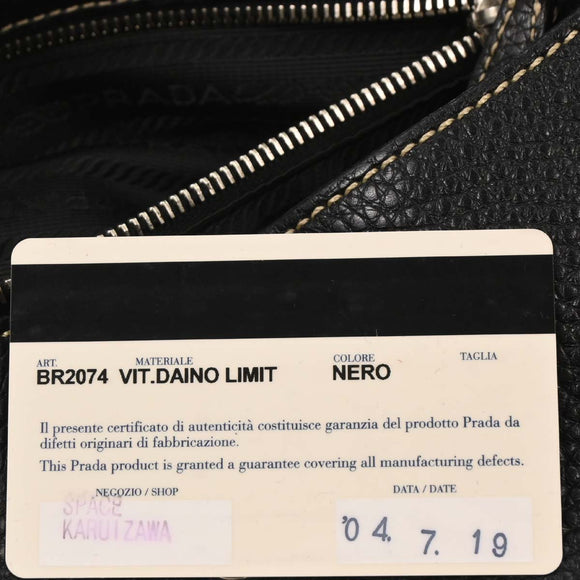 PRADA
ART. MATERIALE COLORE TAGLIA
BR2074 VIT.DAINO LIMIT NERO
Il presente certificato di autenticità costituisce garanzia del prodotto Prada da
difetti originari di fabbricazione.
This Prada product is granted a guarantee covering all manufacturing defects.
NEGOZIO / SHOP DATA / DATE
SPACE
KARUIZAWA
'04. 7. 19